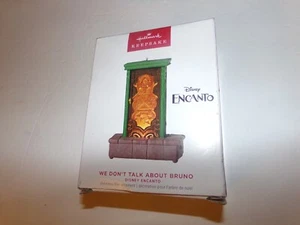 Hallmark
KEEPSAKE
Disney
ENCANTO
WE DON'T TALK ABOUT BRUNO
DISNEY ENCANTO